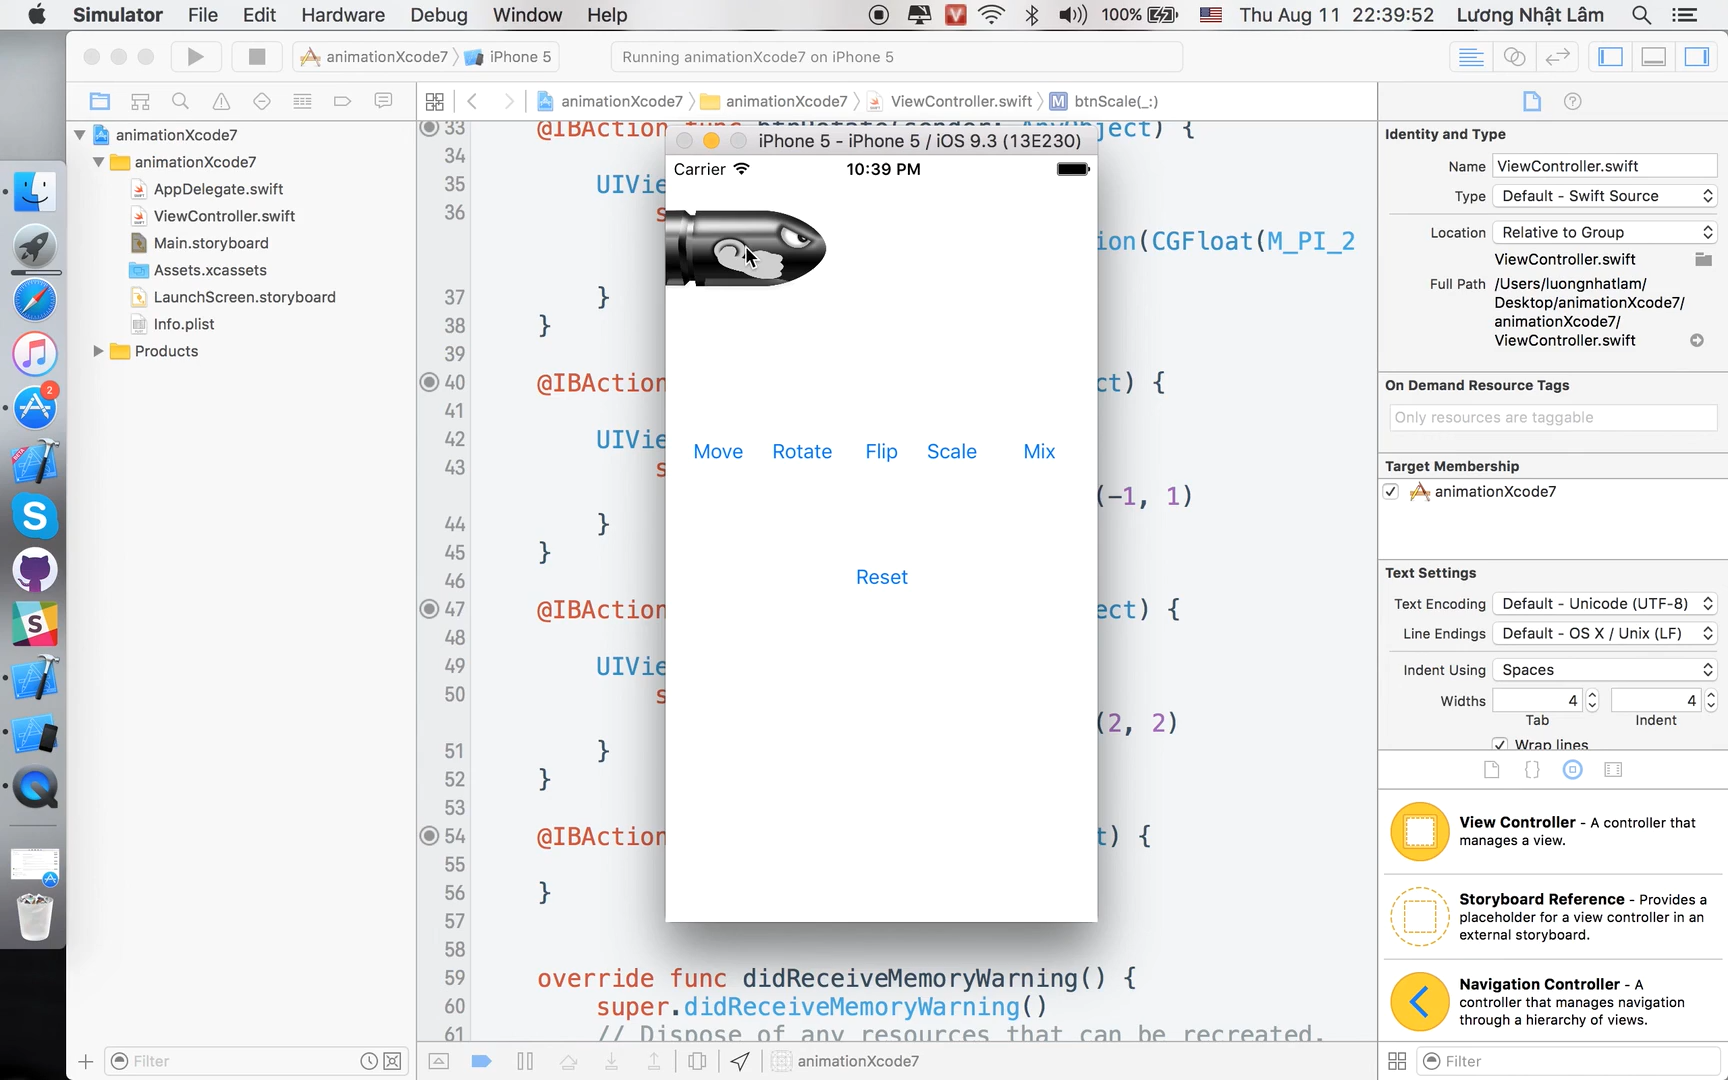 Simulator File Edit Hardware Debug Window Help V 100% Thu Aug 11 22:39:52 Lương Nhật Lâm
animationXcode7 iPhone 5 Running animationXcode7 on iPhone 5
animationXcode7 animationXcode7 ViewController.swift M btnScale(_:)
animationXcode7
animationXcode7
AppDelegate.swift
ViewController.swift
Main.storyboard
Assets.xcassets
LaunchScreen.storyboard
Info.plist
Products
Filter
2
BETA
S
S
33 @IBAction func btnRotate(sender: AnyObject) {
34
35 UIVie
36 s
ion(CGFloat(M_PI_2
37 }
38 }
39
40 @IBAction ct) {
41
42 UIVie
43 s
(-1, 1)
44 }
45 }
46
47 @IBAction ect) {
48
49 UIVie
50 s
(2, 2)
51 }
52 }
53
54 @IBAction t) {
55
56 }
57
58
59 override func didReceiveMemoryWarning() {
60 super.didReceiveMemoryWarning()
61 // Dispose of any resources that can be recreated.
animationXcode7
iPhone 5 - iPhone 5 / iOS 9.3 (13E230)
Carrier 10:39 PM
Move Rotate Flip Scale Mix
Reset
Identity and Type
Name ViewController.swift
Type Default - Swift Source
Location Relative to Group
ViewController.swift
Full Path /Users/luongnhatlam/
Desktop/animationXcode7/
animationXcode7/
ViewController.swift
On Demand Resource Tags
Only resources are taggable
Target Membership
animationXcode7
Text Settings
Text Encoding Default - Unicode (UTF-8)
Line Endings Default - OS X / Unix (LF)
Indent Using Spaces
Widths 4 4
Tab Indent
Wrap lines
{}
View Controller - A controller that
manages a view.
Storyboard Reference - Provides a
placeholder for a view controller in an
external storyboard.
Navigation Controller - A
controller that manages navigation
through a hierarchy of views.
Filter